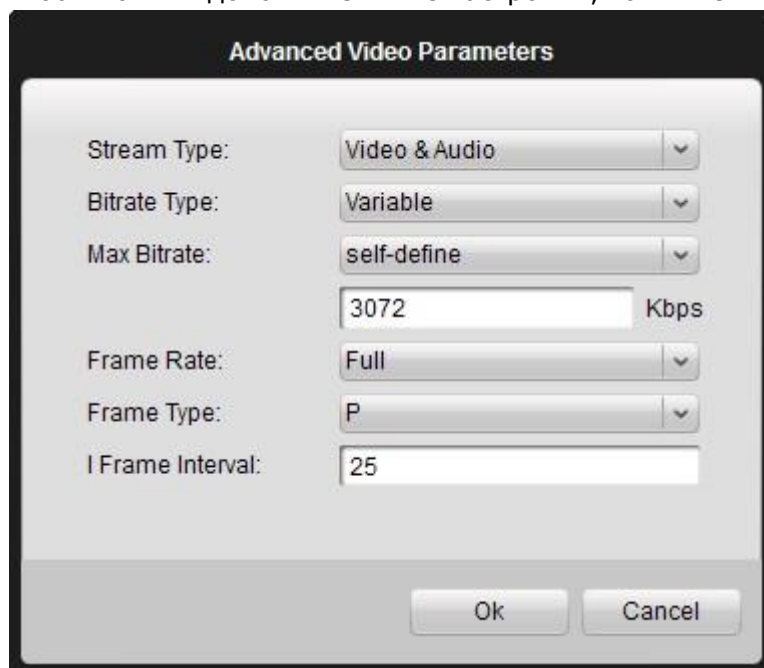 Advanced Video Parameters
Stream Type: Video & Audio
Bitrate Type: Variable
Max Bitrate: self-define
3072 Kbps
Frame Rate: Full
Frame Type: P
I Frame Interval: 25
Ok Cancel